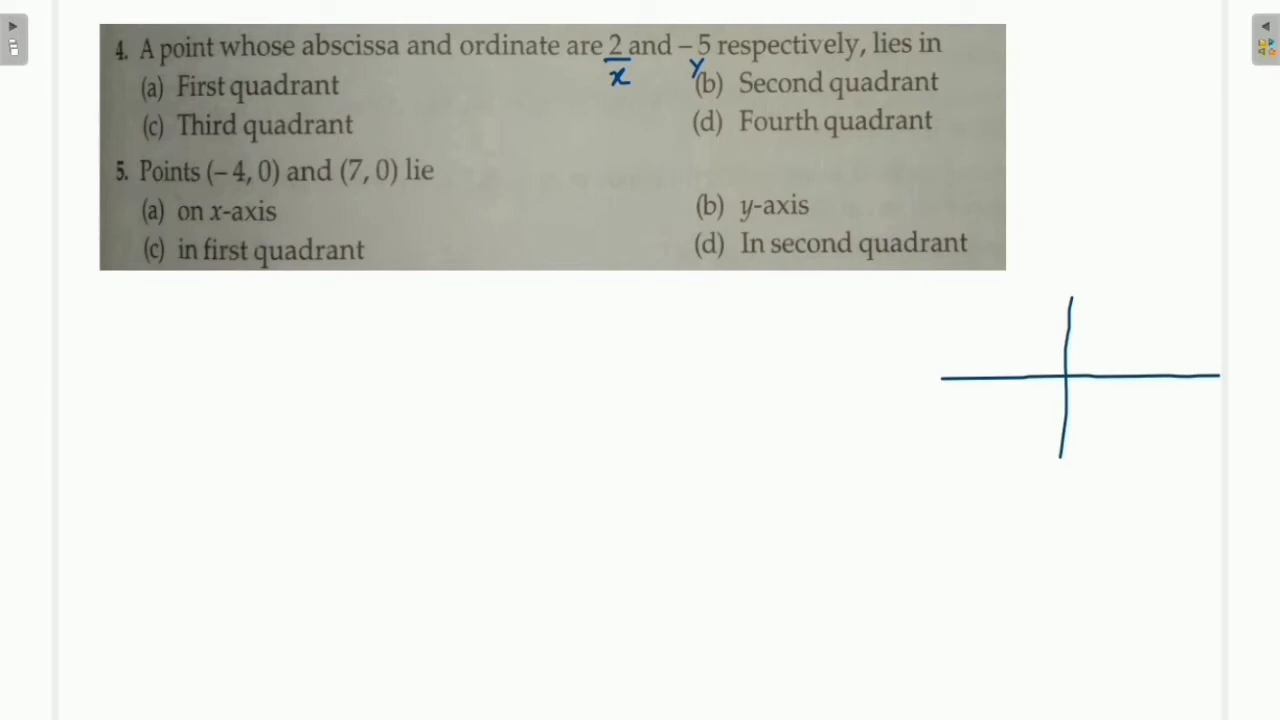 4. A point whose abscissa and ordinate are 2 and – 5 respectively, lies in
x y
(a) First quadrant (b) Second quadrant
(c) Third quadrant (d) Fourth quadrant
5. Points (– 4, 0) and (7, 0) lie
(a) on x-axis (b) y-axis
(c) in first quadrant (d) In second quadrant